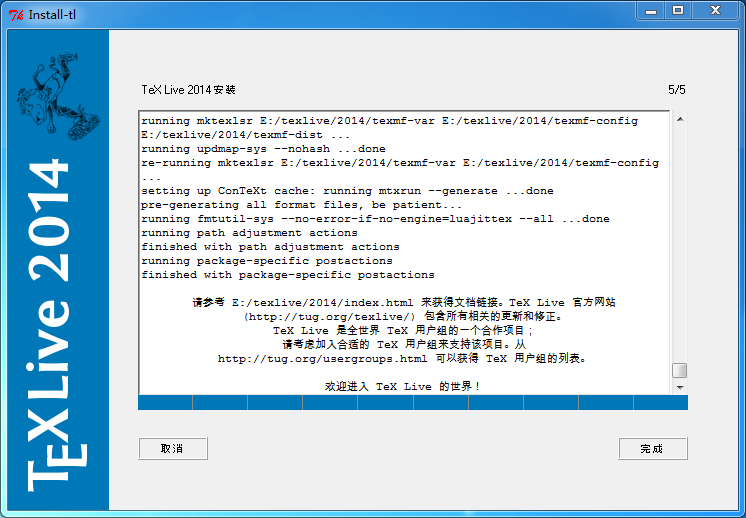 Install-tl
TeX Live 2014
TeX Live 2014安装
5/5
running mktexlsr E:/texlive/2014/texmf-var E:/texlive/2014/texmf-config
E:/texlive/2014/texmf-dist ...
running updmap-sys --nohash ...done
re-running mktexlsr E:/texlive/2014/texmf-var E:/texlive/2014/texmf-config
...
setting up ConTeXt cache: running mtxrun --generate ...done
pre-generating all format files, be patient...
running fmtutil-sys --no-error-if-no-engine=luajittex --all ...done
running path adjustment actions
finished with path adjustment actions
running package-specific postactions
finished with package-specific postactions
请参考 E:/texlive/2014/index.html 来获得文档链接。TeX Live 官方网站
(http://tug.org/texlive/) 包含所有相关的更新和修正。
TeX Live 是全世界 TeX 用户组的一个合作项目；
请考虑加入合适的 TeX 用户组来支持该项目。从
http://tug.org/usergroups.html 可以获得 TeX 用户组的列表。
欢迎进入 TeX Live 的世界！
取消
完成